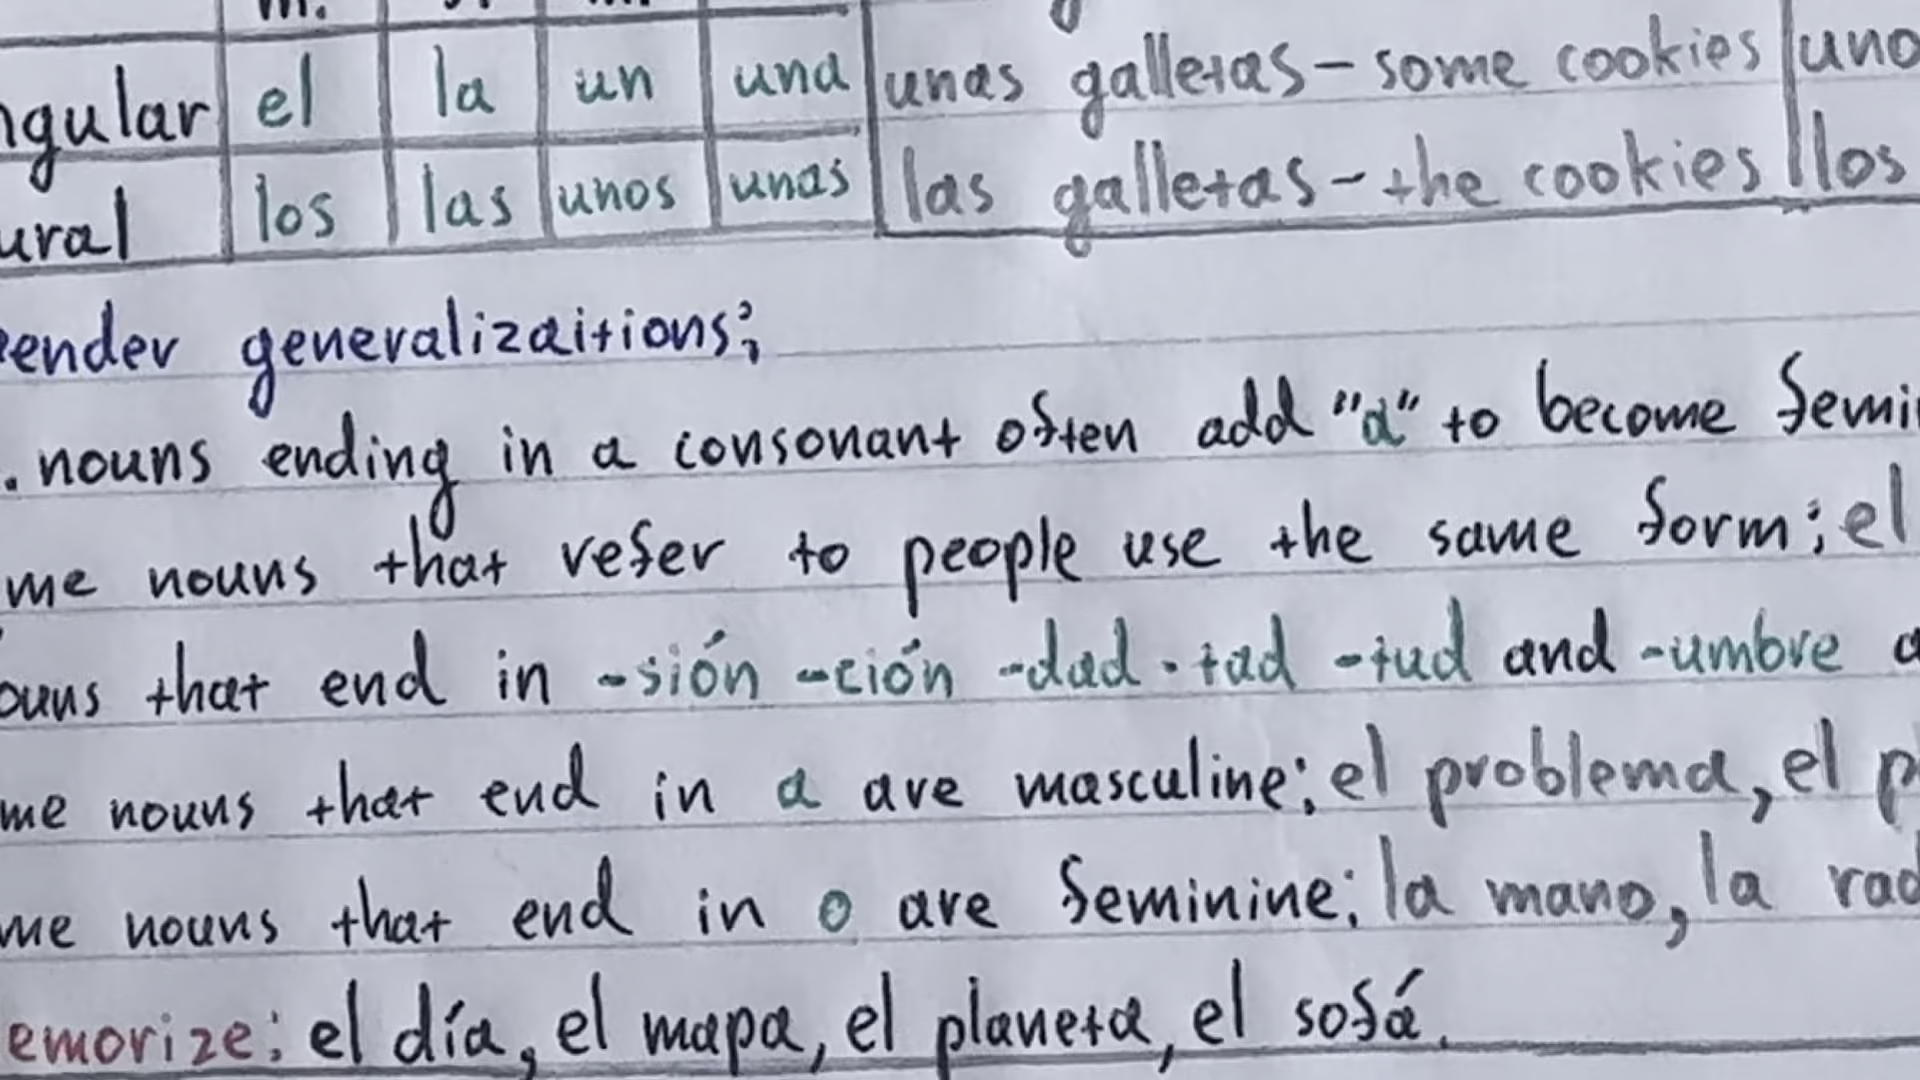 m.
ngular el la un una unas galletas - some cookies uno
ural los las unos unas las galletas - the cookies los
ender generalizaitions:
. nouns ending in a consonant often add "a" to become femi
me nouns that refer to people use the same form; el
ouns that end in -sión -ción -dad -tad -tud and -umbre a
me nouns that end in a are masculine: el problema, el p
me nouns that end in o are feminine: la mano, la rad
emorize: el día, el mapa, el planeta, el sofá.